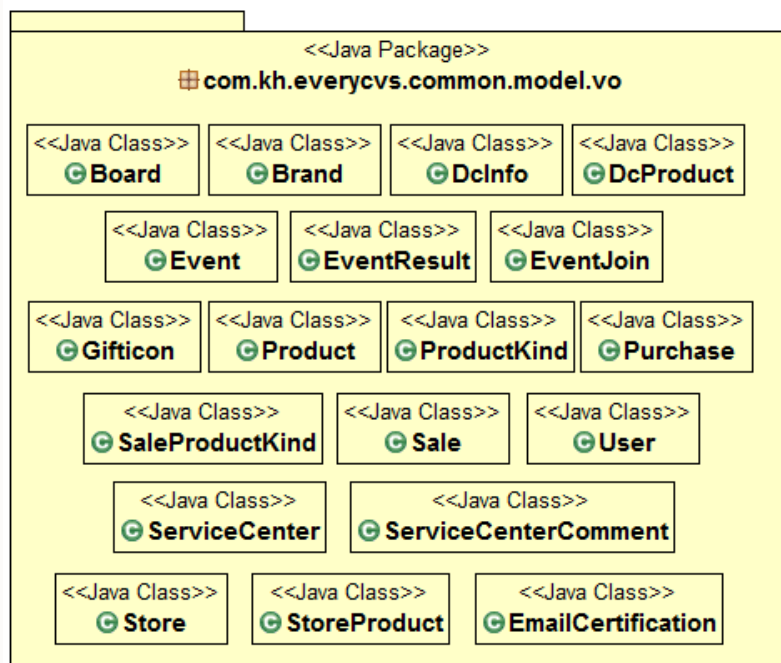 <<Java Package>>
com.kh.everycvs.common.model.vo
<<Java Class>> <<Java Class>> <<Java Class>> <<Java Class>>
Board Brand DcInfo DcProduct
<<Java Class>> <<Java Class>> <<Java Class>>
Event EventResult EventJoin
<<Java Class>> <<Java Class>> <<Java Class>> <<Java Class>>
Gifticon Product ProductKind Purchase
<<Java Class>> <<Java Class>> <<Java Class>>
SaleProductKind Sale User
<<Java Class>> <<Java Class>>
ServiceCenter ServiceCenterComment
<<Java Class>> <<Java Class>> <<Java Class>>
Store StoreProduct EmailCertification